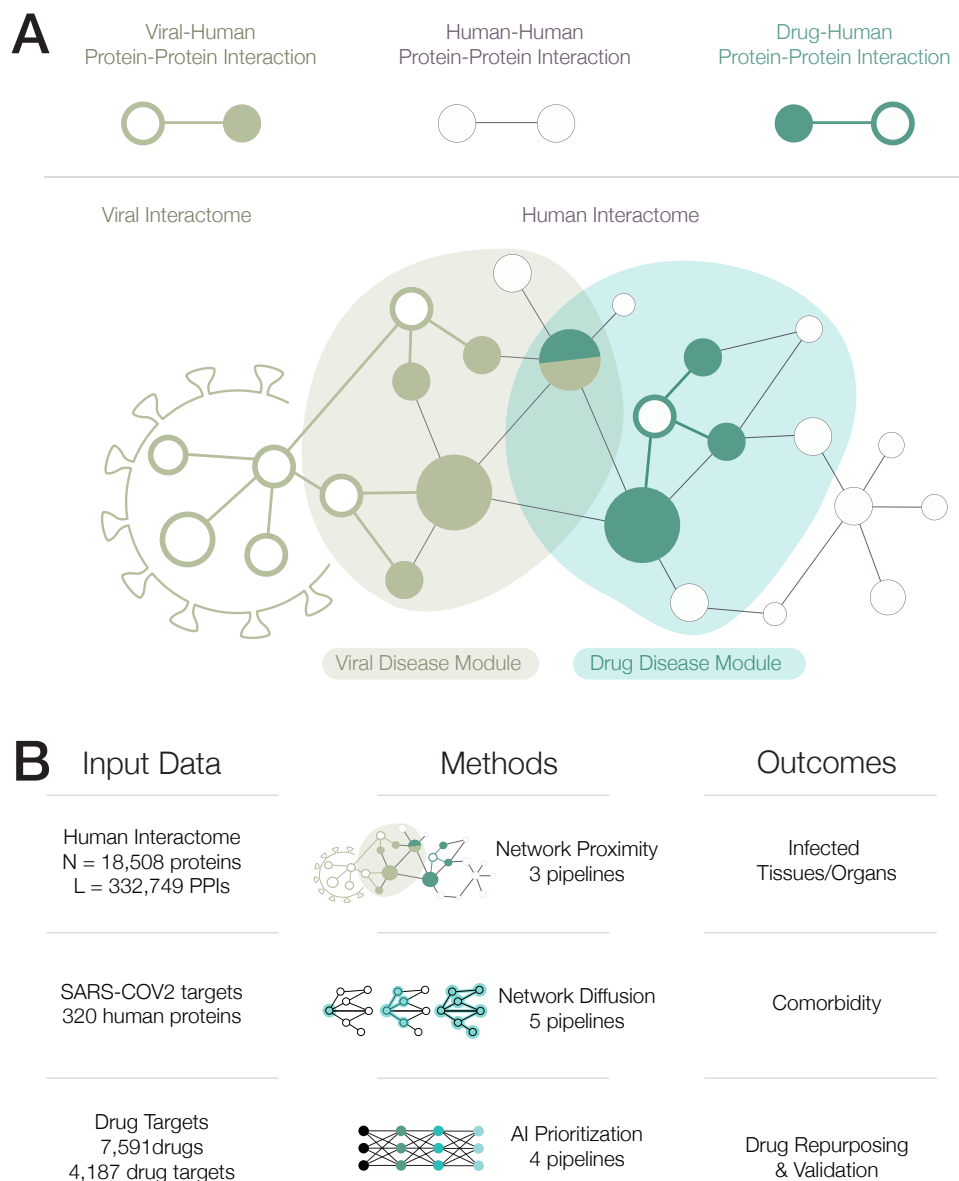 A
Viral-Human
Protein-Protein Interaction
Human-Human
Protein-Protein Interaction
Drug-Human
Protein-Protein Interaction
Viral Interactome
Human Interactome
Viral Disease Module
Drug Disease Module
B
Input Data
Methods
Outcomes
Human Interactome
N = 18,508 proteins
L = 332,749 PPIs
Network Proximity
3 pipelines
Infected
Tissues/Organs
SARS-COV2 targets
320 human proteins
Network Diffusion
5 pipelines
Comorbidity
Drug Targets
7,591drugs
4,187 drug targets
AI Prioritization
4 pipelines
Drug Repurposing
& Validation